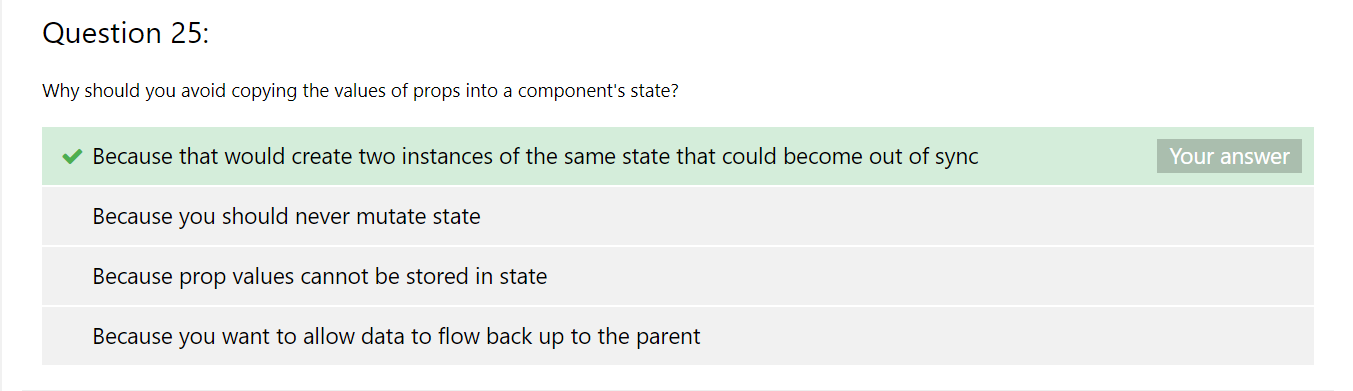 Question 25:
Why should you avoid copying the values of props into a component's state?
Because that would create two instances of the same state that could become out of sync
Your answer
Because you should never mutate state
Because prop values cannot be stored in state
Because you want to allow data to flow back up to the parent